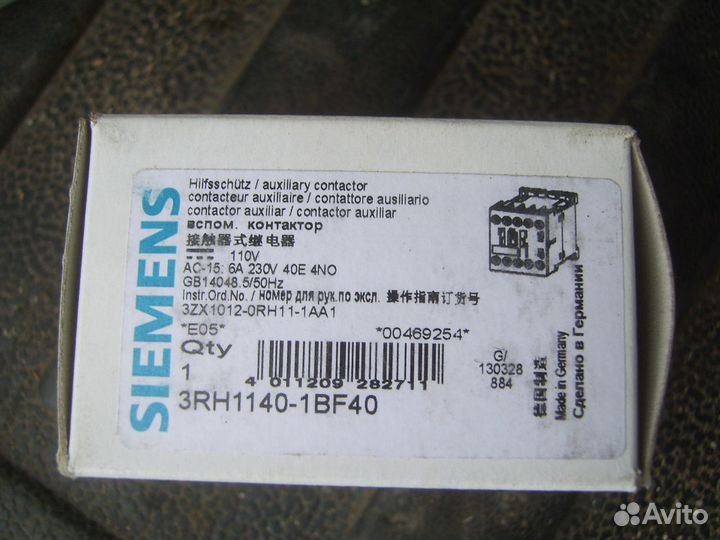 SIEMENS
Hilfsschütz / auxiliary contactor
contacteur auxiliaire / contattore ausiliario
contactor auxiliar / contactor auxiliar
вспом. контактор
接触器式继电器
110V
AC-15: 6A 230V 40E 4NO
GB14048.5/50Hz
Instr.Ord.No. / номер для рук.по экспл. 操作指南订货号
3ZX1012-0RH11-1AA1
*E05*
*00469254*
Qty
1
4 011209 282711
3RH1140-1BF40
G/
130328
884
德国制造
Made in Germany
Сделано в Германии
Avito